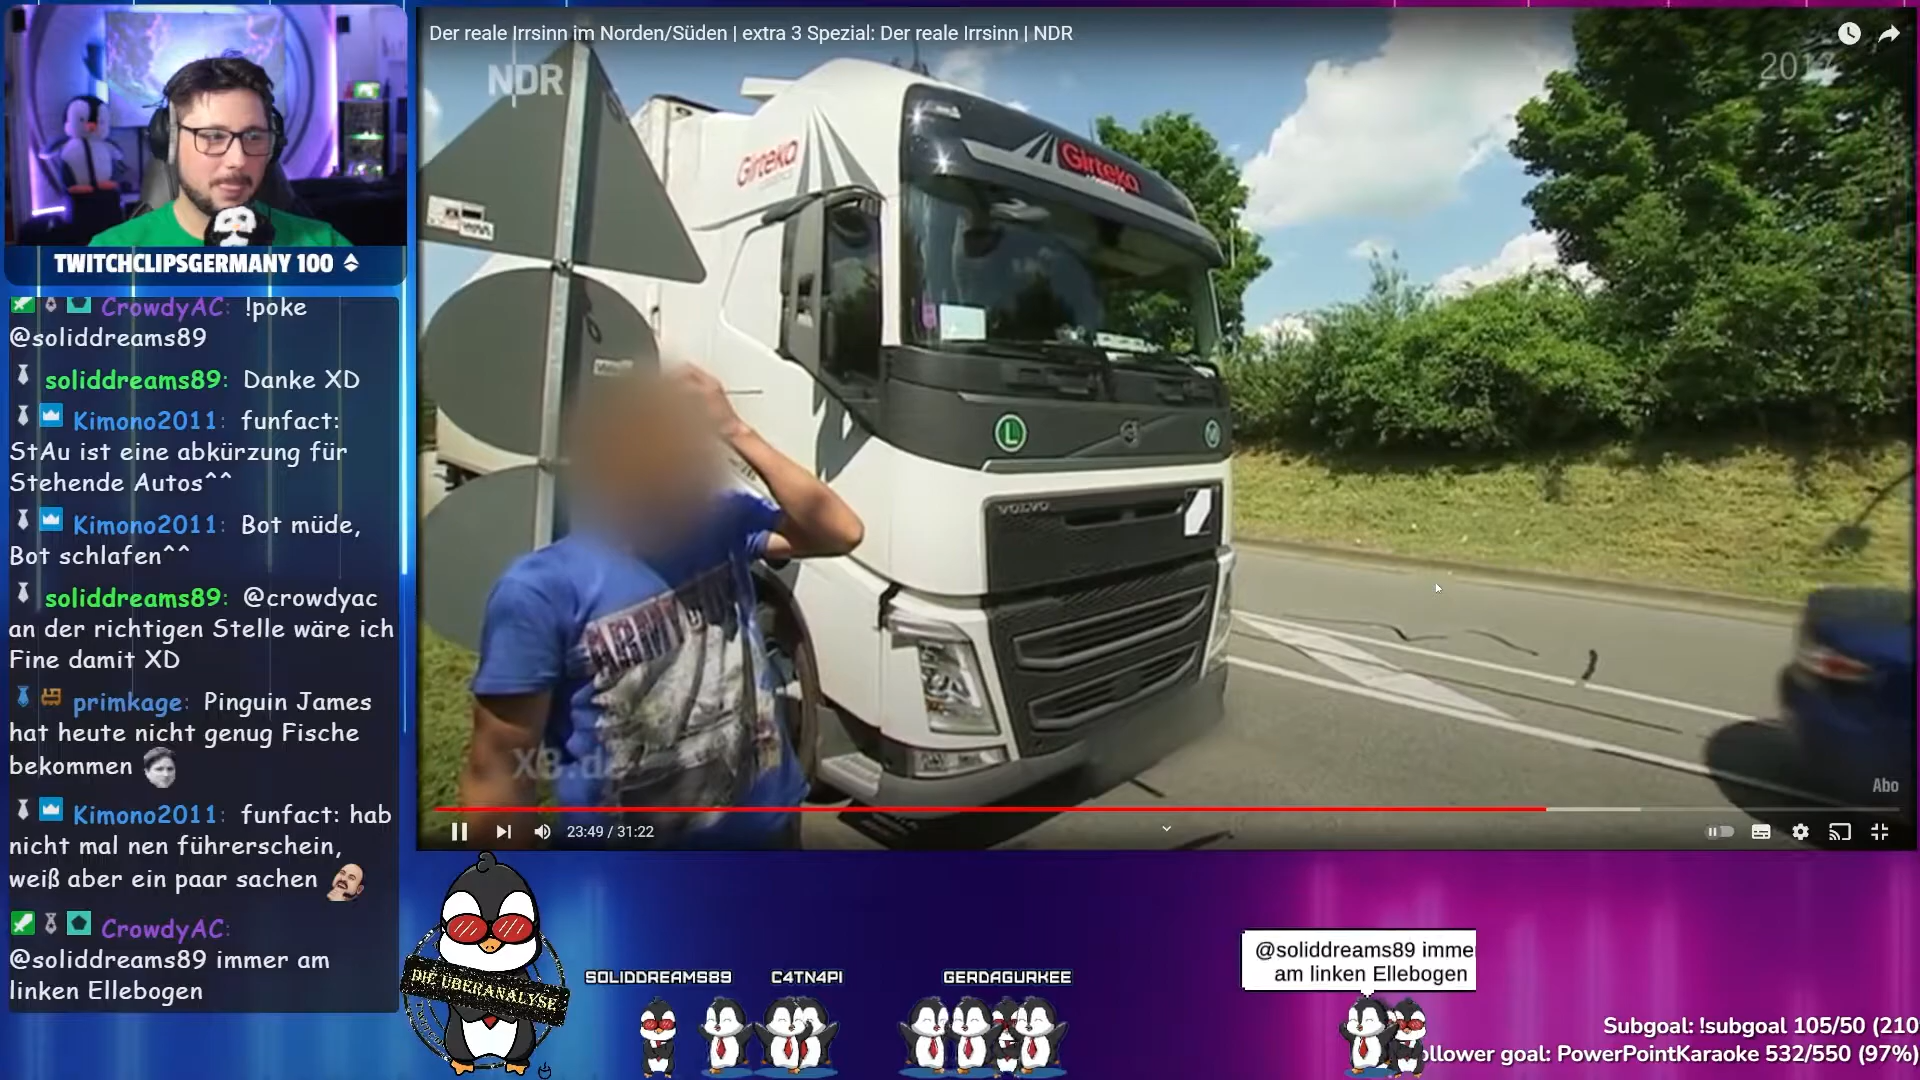 TWITCHCLIPSGERMANY 100
CrowdyAC: !poke
@soliddreams89
soliddreams89: Danke XD
Kimono2011: funfact:
StAu ist eine abkürzung für
Stehende Autos^^
Kimono2011: Bot müde,
Bot schlafen^^
soliddreams89: @crowdyac
an der richtigen Stelle wäre ich
Fine damit XD
primkage: Pinguin James
hat heute nicht genug Fische
bekommen
Kimono2011: funfact: hab
nicht mal nen führerschein,
weiß aber ein paar sachen
CrowdyAC:
@soliddreams89 immer am
linken Ellebogen
Der reale Irrsinn im Norden/Süden | extra 3 Spezial: Der reale Irrsinn | NDR
NDR
2017
Girteka
Girteka
L
VOLVO
X3.de
Abo
23:49 / 31:22
DIE ÜBERANALYSE
SOLIDDREAMS89
C4TN4PI
GERDAGURKEE
@soliddreams89 imme
am linken Ellebogen
Subgoal: !subgoal 105/50 (210
ollower goal: PowerPointKaraoke 532/550 (97%)